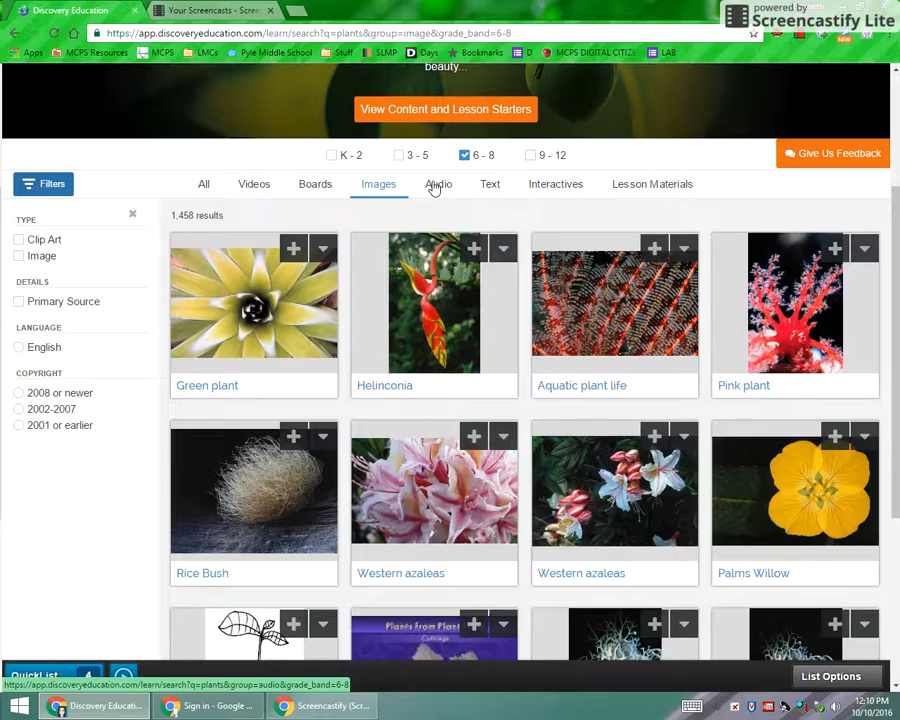 Discovery Education
Your Screencasts - Scree
powered by
Screencastify Lite
https://app.discoveryeducation.com/learn/search?q=plants&group=image&grade_band=6-8
Apps MCPS Resources MCPS LMCs Pyle Middle School Stuff SLMP Days Bookmarks D MCPS DIGITAL CITIZ LAB
beauty...
View Content and Lesson Starters
K - 2 3 - 5 6 - 8 9 - 12
Give Us Feedback
Filters All Videos Boards Images Audio Text Interactives Lesson Materials
TYPE
Clip Art
Image
DETAILS
Primary Source
LANGUAGE
English
COPYRIGHT
2008 or newer
2002-2007
2001 or earlier
1,458 results
Green plant Helinconia Aquatic plant life Pink plant
Rice Bush Western azaleas Western azaleas Palms Willow
Plants from Plant
Cuttings
QuickList 4
List Options
https://app.discoveryeducation.com/learn/search?q=plants&group=audio&grade_band=6-8
Discovery Educati...
Sign in - Google ...
Screencastify (Scr...
12:10 PM
10/10/2016